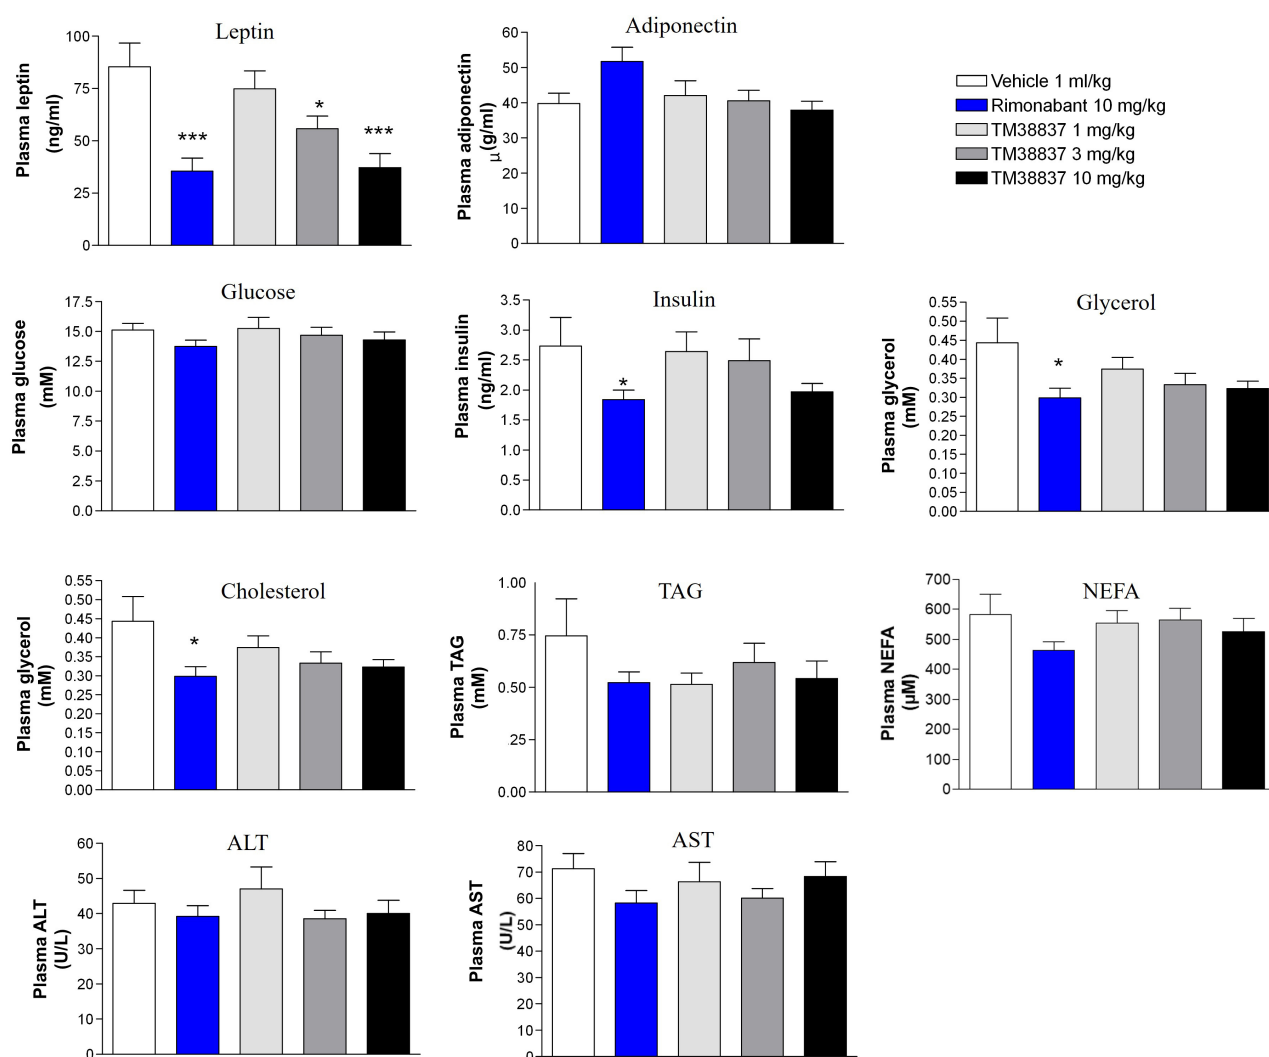 Leptin
Plasma leptin
(ng/ml)
100
75
50
25
0
***
*
***
Adiponectin
Plasma adiponectin
μ(g/ml)
60
50
40
30
20
10
0
Vehicle 1 ml/kg
Rimonabant 10 mg/kg
TM38837 1 mg/kg
TM38837 3 mg/kg
TM38837 10 mg/kg
Glucose
Plasma glucose
(mM)
17.5
15.0
12.5
10.0
7.5
5.0
2.5
0.0
Insulin
Plasma insulin
(ng/ml)
3.5
3.0
2.5
2.0
1.5
1.0
0.5
0.0
*
Glycerol
Plasma glycerol
(mM)
0.55
0.50
0.45
0.40
0.35
0.30
0.25
0.20
0.15
0.10
0.05
0.00
*
Cholesterol
Plasma glycerol
(mM)
0.55
0.50
0.45
0.40
0.35
0.30
0.25
0.20
0.15
0.10
0.05
0.00
*
TAG
Plasma TAG
(mM)
1.00
0.75
0.50
.25
0.00
NEFA
Plasma NEFA
(μM)
700
600
500
400
300
200
100
0
ALT
Plasma ALT
(U/L)
60
50
40
30
20
10
0
AST
Plasma AST
(U/L)
80
70
60
50
40
30
20
10
0